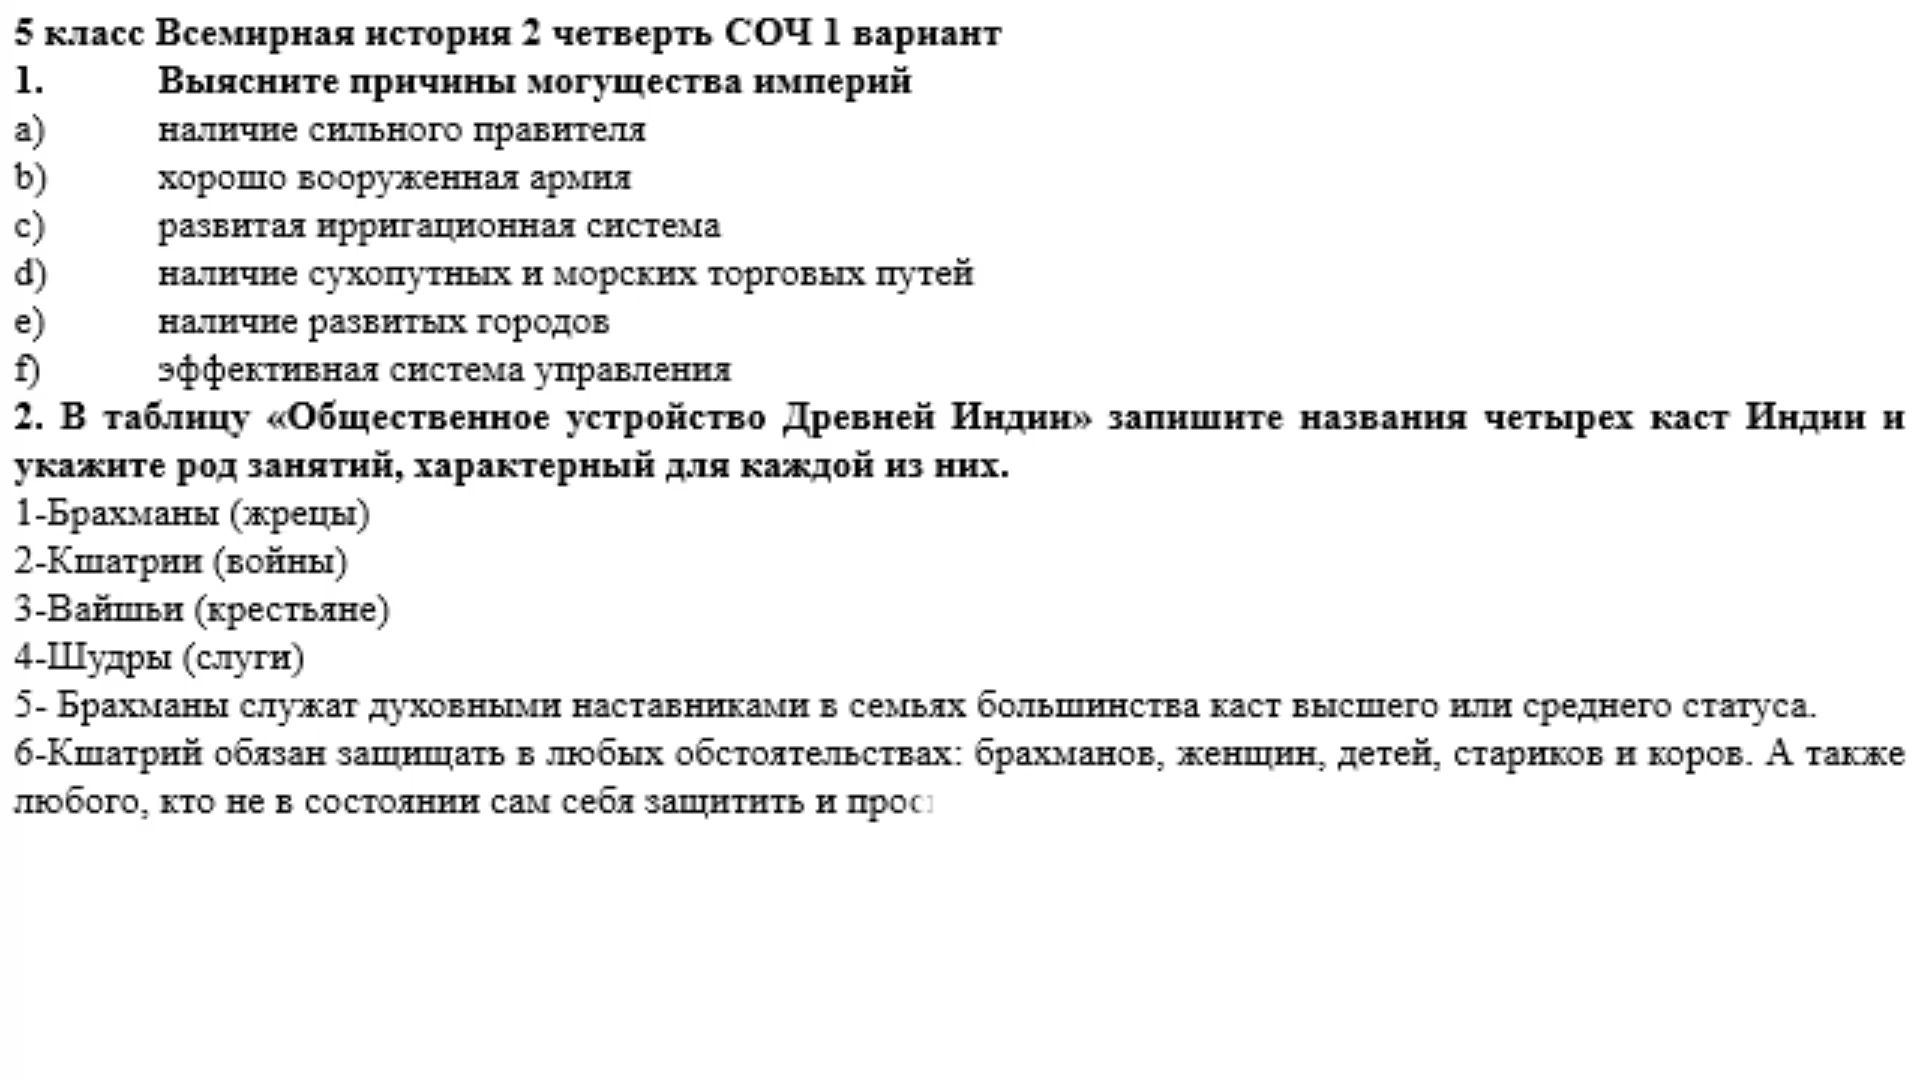 5 класс Всемирная история 2 четверть СОЧ 1 вариант
1. Выясните причины могущества империй
a) наличие сильного правителя
b) хорошо вооруженная армия
c) развитая ирригационная система
d) наличие сухопутных и морских торговых путей
e) наличие развитых городов
f) эффективная система управления
2. В таблицу «Общественное устройство Древней Индии» запишите названия четырех каст Индии и
укажите род занятий, характерный для каждой из них.
1-Брахманы (жрецы)
2-Кшатрии (войны)
3-Вайшьи (крестьяне)
4-Шудры (слуги)
5- Брахманы служат духовными наставниками в семьях большинства каст высшего или среднего статуса.
6-Кшатрий обязан защищать в любых обстоятельствах: брахманов, женщин, детей, стариков и коров. А также
любого, кто не в состоянии сам себя защитить и